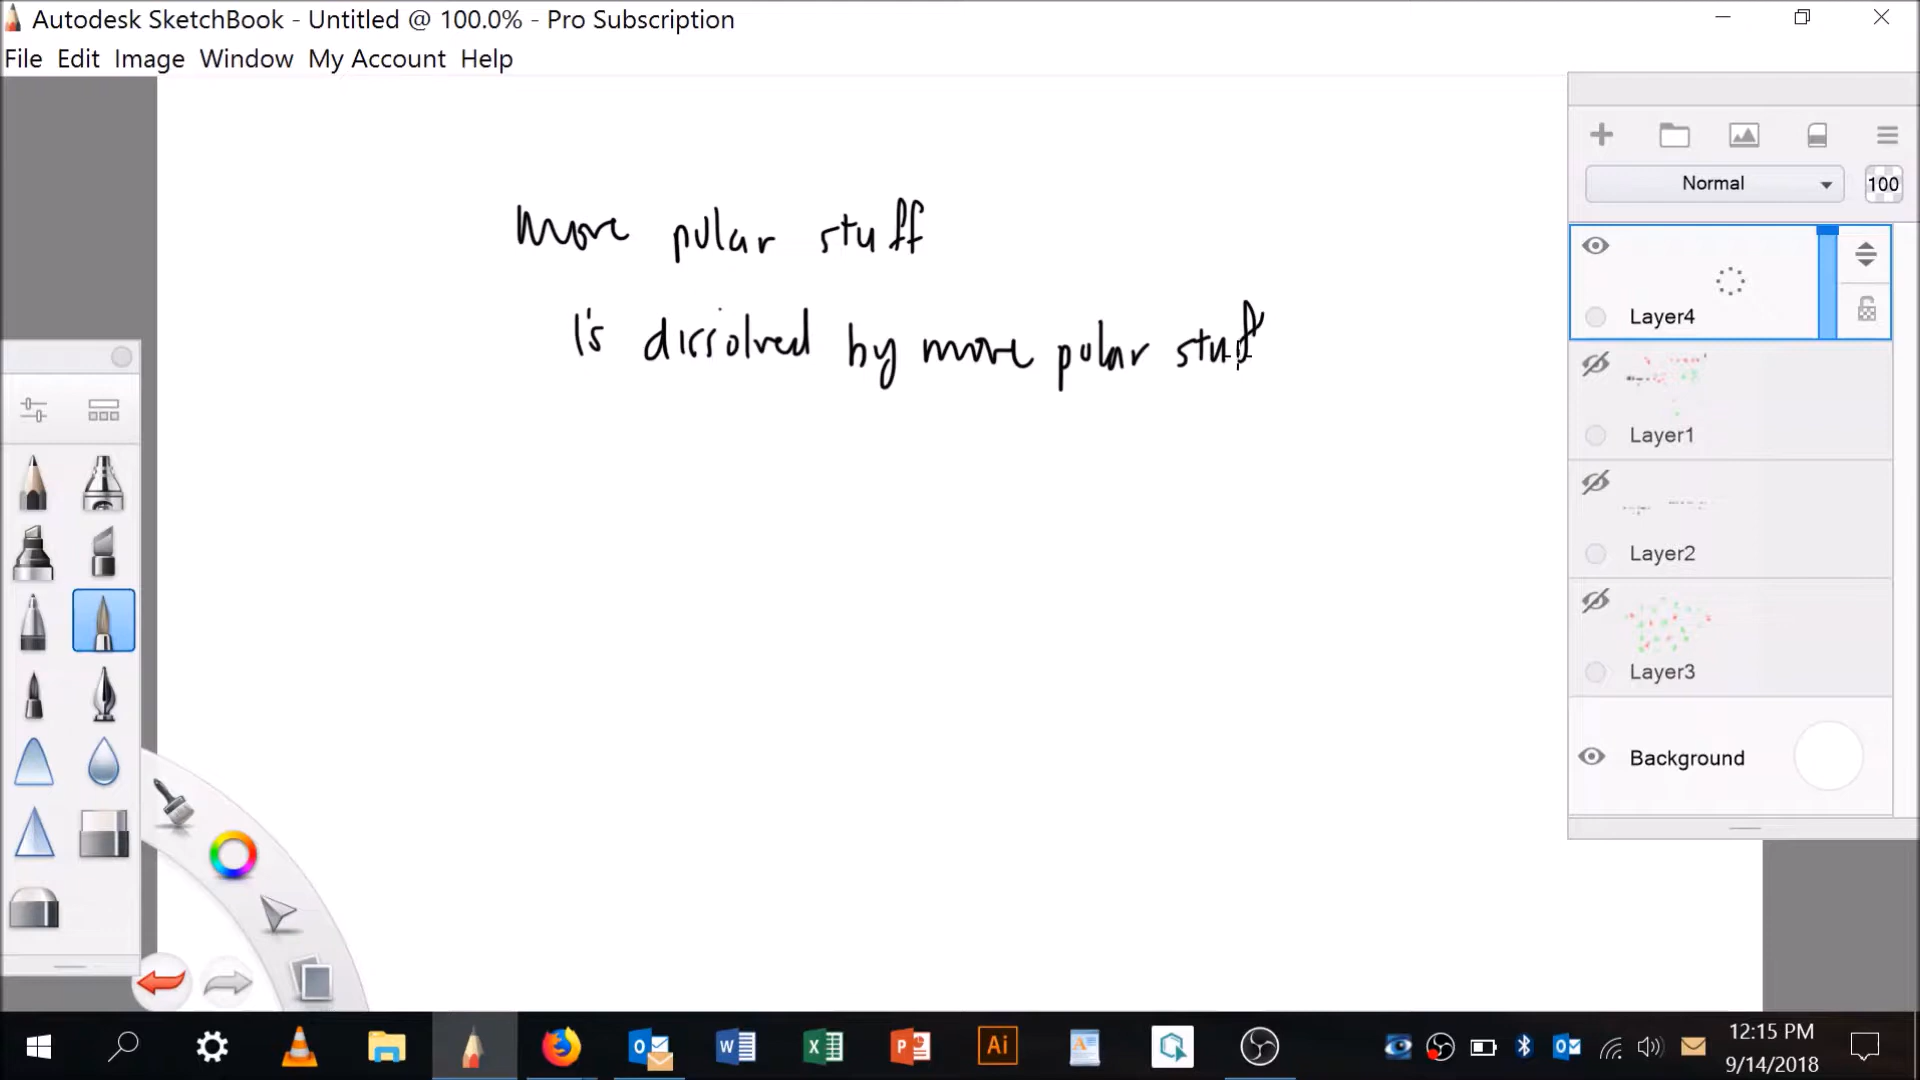 Autodesk SketchBook - Untitled @ 100.0% - Pro Subscription
File Edit Image Window My Account Help
More polar stuff
is dissolved by more polar stuf
Normal
100
Layer4
Layer1
Layer2
Layer3
Background
12:15 PM
9/14/2018